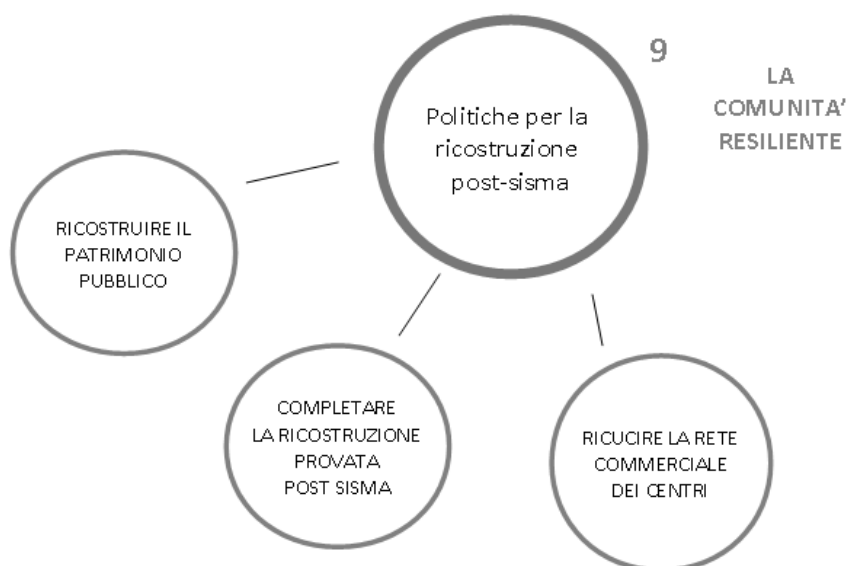 9
LA
COMUNITA'
RESILIENTE
Politiche per la
ricostruzione
post-sisma
RICOSTRUIRE IL
PATRIMONIO
PUBBLICO
COMPLETARE
LA RICOSTRUZIONE
PROVATA
POST SISMA
RICUCIRE LA RETE
COMMERCIALE
DEI CENTRI